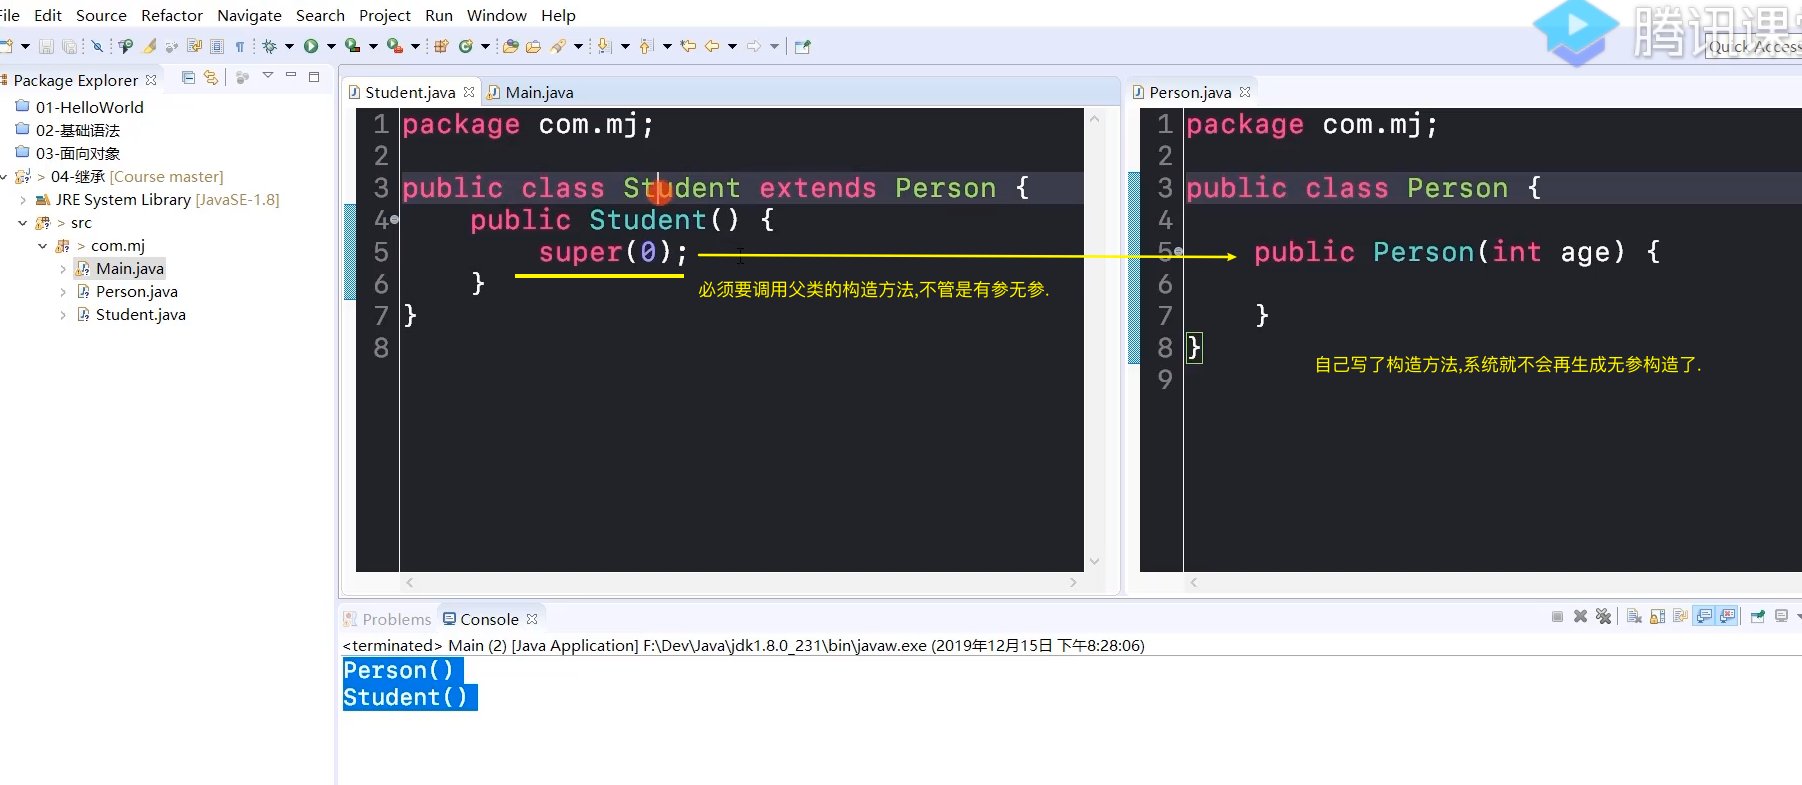 File Edit Source Refactor Navigate Search Project Run Window Help
腾讯课堂
Quick Access
Package Explorer
01-HelloWorld
02-基础语法
03-面向对象
> 04-继承 [Course master]
JRE System Library [JavaSE-1.8]
> src
> com.mj
Main.java
Person.java
Student.java
Student.java
Main.java
1 package com.mj;
2
3 public class Student extends Person {
4 public Student() {
5 super(0);
6 }
7 }
8
必须要调用父类的构造方法,不管是有参无参.
Person.java
1 package com.mj;
2
3 public class Person {
4
5 public Person(int age) {
6
7 }
8 }
9
自己写了构造方法,系统就不会再生成无参构造了.
Problems Console
<terminated> Main (2) [Java Application] F:\Dev\Java\jdk1.8.0_231\bin\javaw.exe (2019年12月15日 下午8:28:06)
Person()
Student()